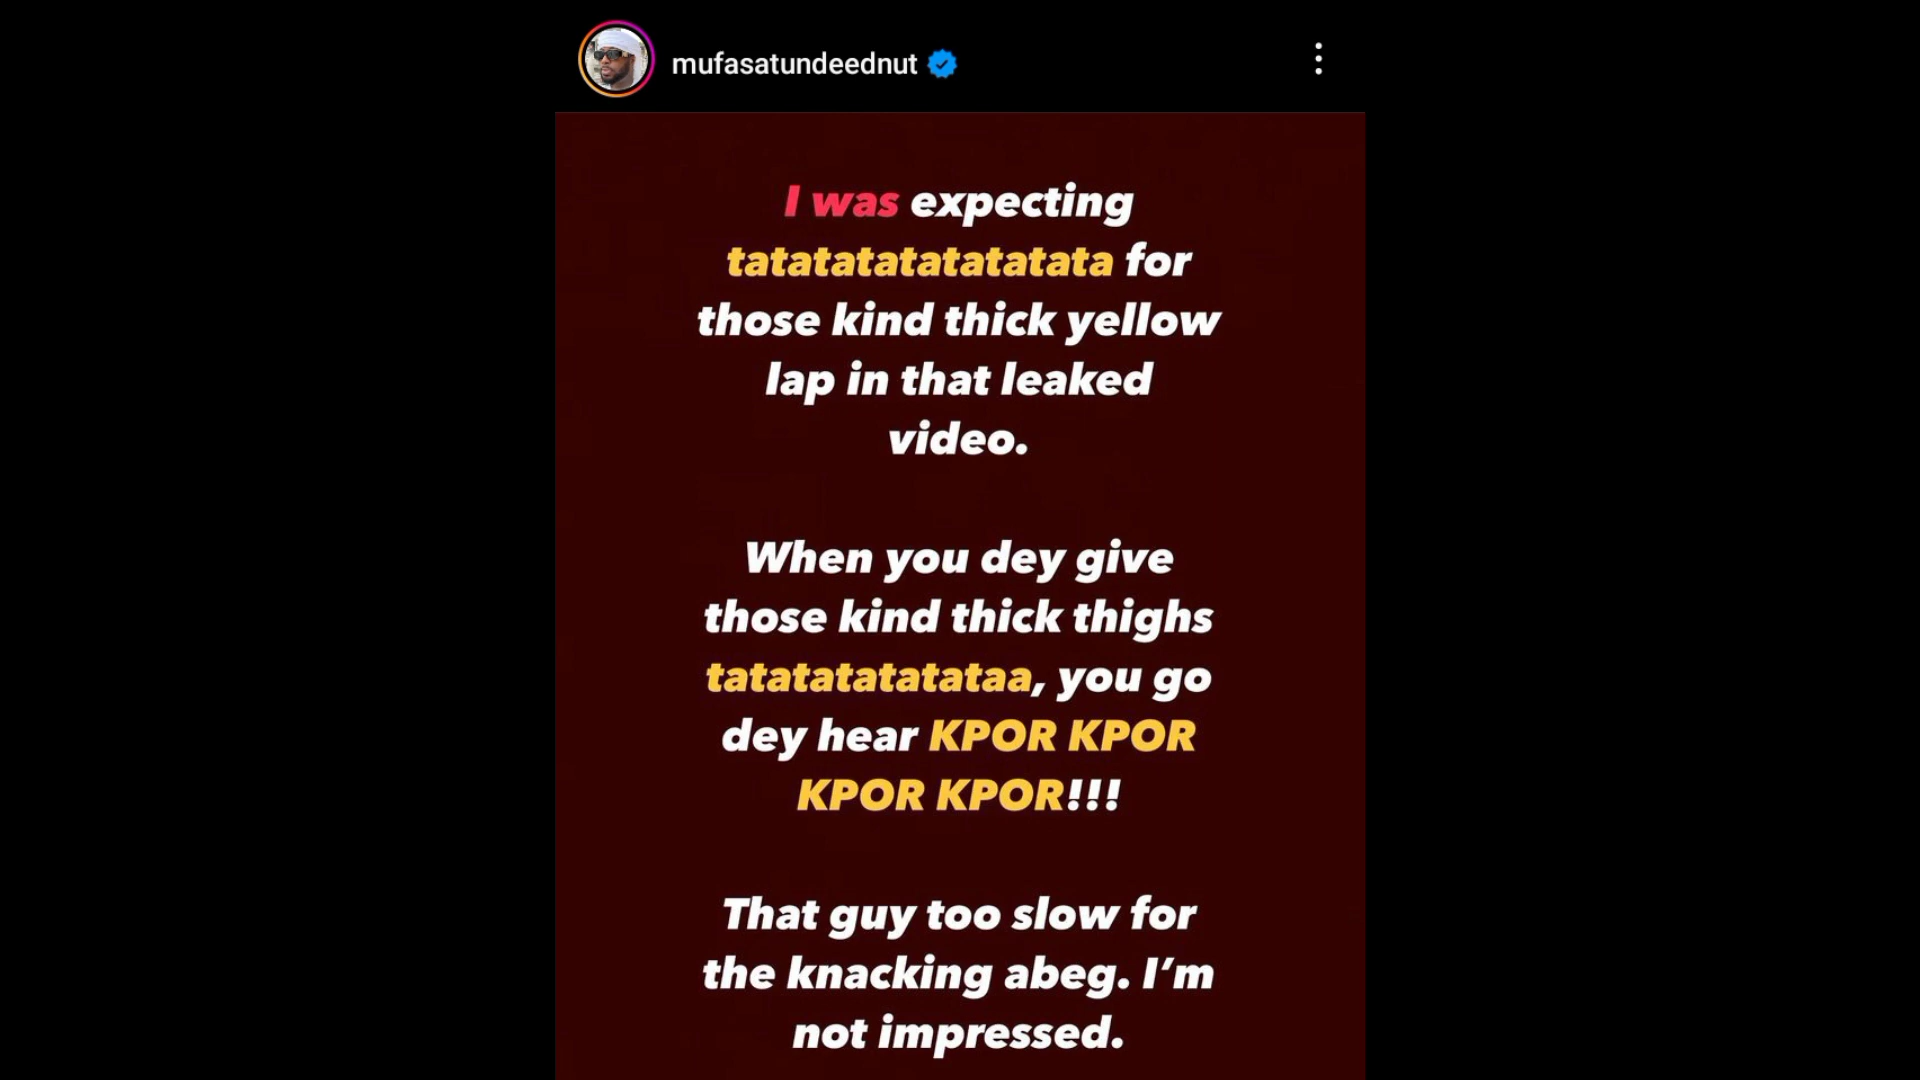 mufasatundeednut
I was expecting
tatatatatatatatatata for
those kind thick yellow
lap in that leaked
video.
When you dey give
those kind thick thighs
tatatatatatatataa, you go
dey hear KPOR KPOR
KPOR KPOR!!!
That guy too slow for
the knacking abeg. I’m
not impressed.